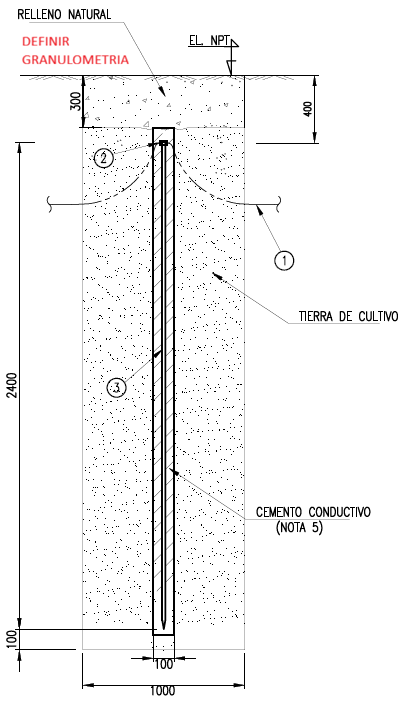 RELLENO NATURAL
DEFINIR
GRANULOMETRIA
EL. NPT
300
400
2
1
TIERRA DE CULTIVO
3
2400
CEMENTO CONDUCTIVO
(NOTA 5)
100
100
1000